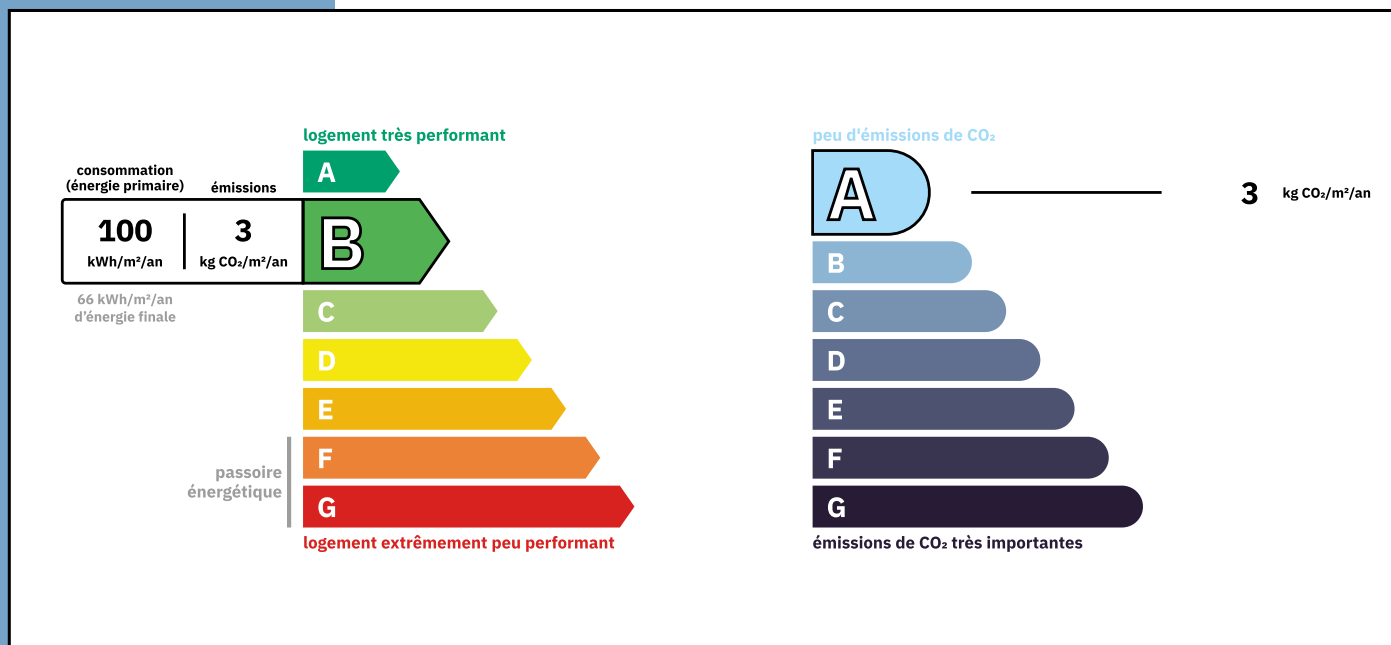 logement très performant
A
consommation
(énergie primaire)
émissions
100
kWh/m²/an
3
kg CO₂/m²/an
B
66 kWh/m²/an
d'énergie finale
C
D
E
passoire
énergétique
F
G
logement extrêmement peu performant
peu d'émissions de CO₂
A
3 kg CO₂/m²/an
B
C
D
E
F
G
émissions de CO₂ très importantes